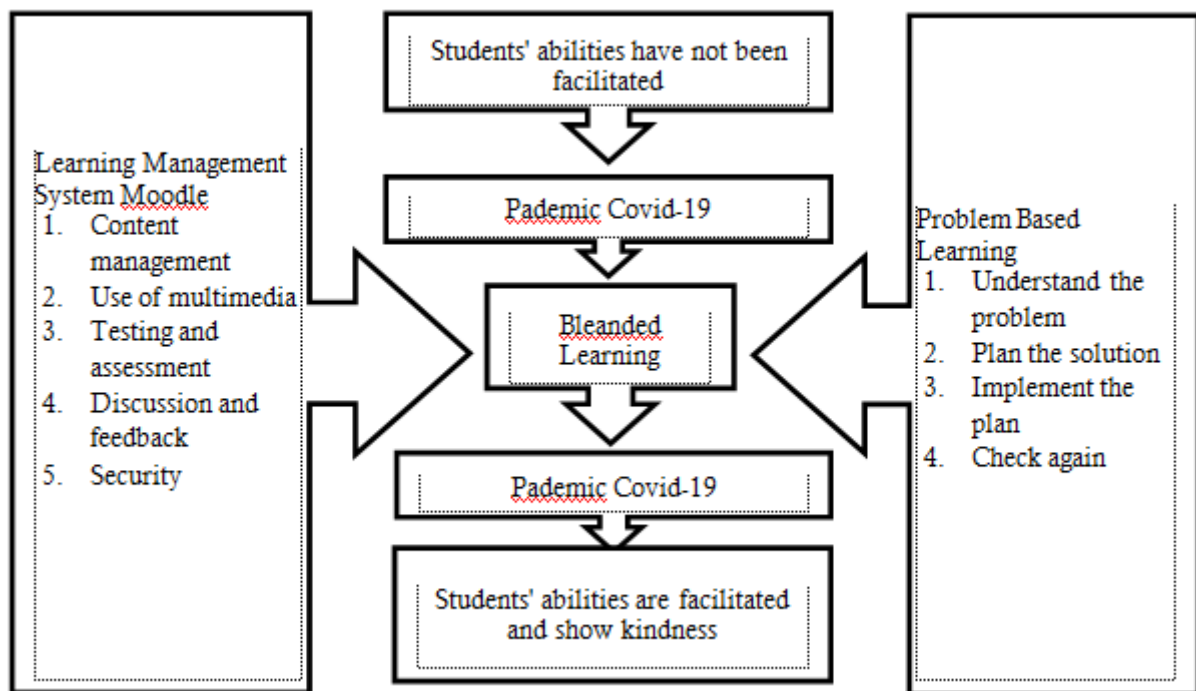 Learning Management
System Moodle
1. Content
management
2. Use of multimedia
3. Testing and
assessment
4. Discussion and
feedback
5. Security
Students' abilities have not been
facilitated
Pademic Covid-19
Bleanded
Learning
Pademic Covid-19
Students' abilities are facilitated
and show kindness
Problem Based
Learning
1. Understand the
problem
2. Plan the solution
3. Implement the
plan
4. Check again